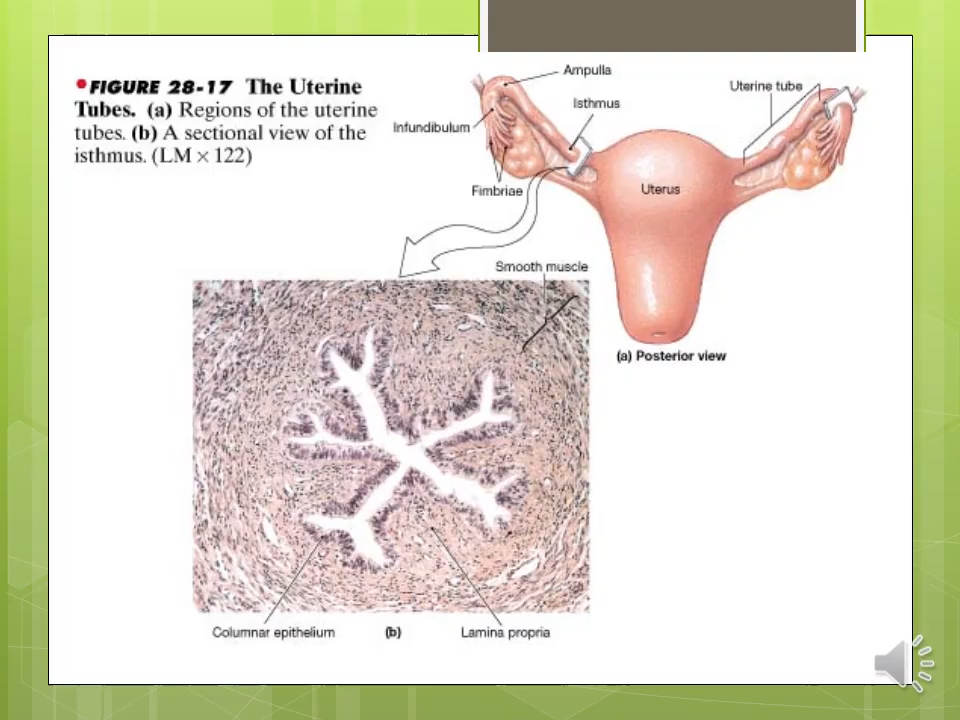 • FIGURE 28-17 The Uterine
Tubes. (a) Regions of the uterine
tubes. (b) A sectional view of the
isthmus. (LM × 122)
Ampulla
Uterine tube
Isthmus
Infundibulum
Fimbriae
Uterus
Smooth muscle
(a) Posterior view
Columnar epithelium
(b)
Lamina propria